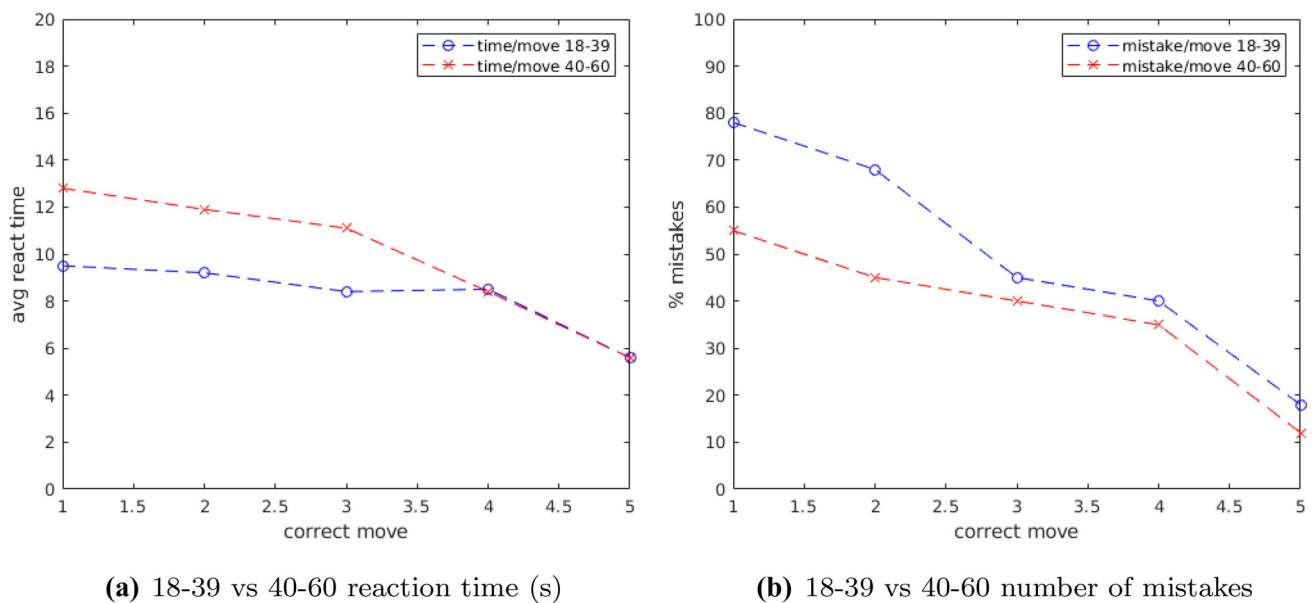 20
18
16
14
12
10
8
6
4
2
0
avg react time
time/move 18-39
time/move 40-60
1 1.5 2 2.5 3 3.5 4 4.5 5
correct move
(a) 18-39 vs 40-60 reaction time (s)
100
90
80
70
60
50
40
30
20
10
0
% mistakes
mistake/move 18-39
mistake/move 40-60
1 1.5 2 2.5 3 3.5 4 4.5 5
correct move
(b) 18-39 vs 40-60 number of mistakes